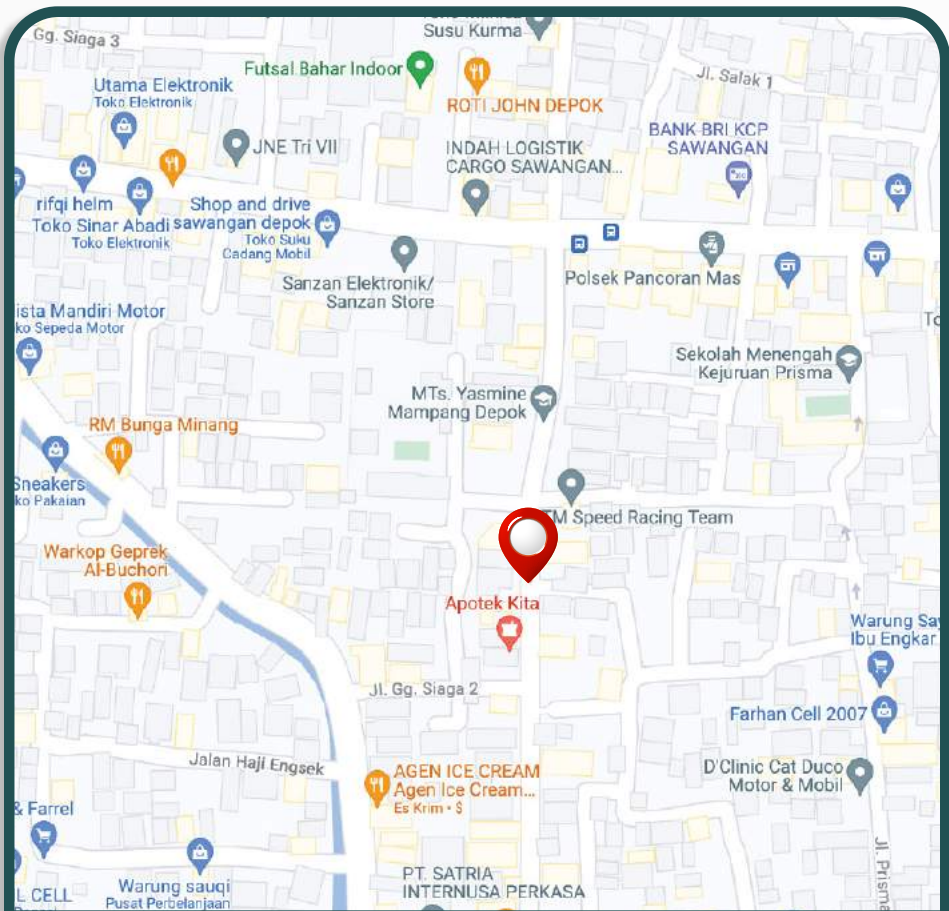 Susu Kurma
Gg. Siaga 3
Futsal Bahar Indoor
Utama Elektronik
Toko Elektronik
ROTI JOHN DEPOK
Jl. Salak 1
JNE Tri VII
INDAH LOGISTIK
CARGO SAWANGAN...
BANK BRI KCP
SAWANGAN
rifqi helm
Toko Sinar Abadi
Toko Elektronik
Shop and drive
sawangan depok
Toko Suku
Cadang Mobil
Sanzan Elektronik/
Sanzan Store
Polsek Pancoran Mas
ista Mandiri Motor
ko Sepeda Motor
To
Sekolah Menengah
Kejuruan Prisma
MTs. Yasmine
Mampang Depok
RM Bunga Minang
Sneakers
ko Pakaian
TM Speed Racing Team
Warkop Geprek
Al-Buchori
Apotek Kita
Warung Say
Ibu Engkar
Jl. Gg. Siaga 2
Farhan Cell 2007
Jalan Haji Engsek
AGEN ICE CREAM
Agen Ice Cream...
Es Krim • $
D'Clinic Cat Duco
Motor & Mobil
& Farrel
Jl. Prisma
PT. SATRIA
INTERNUSA PERKASA
L CELL
Warung sauqi
Pusat Perbelanjaan